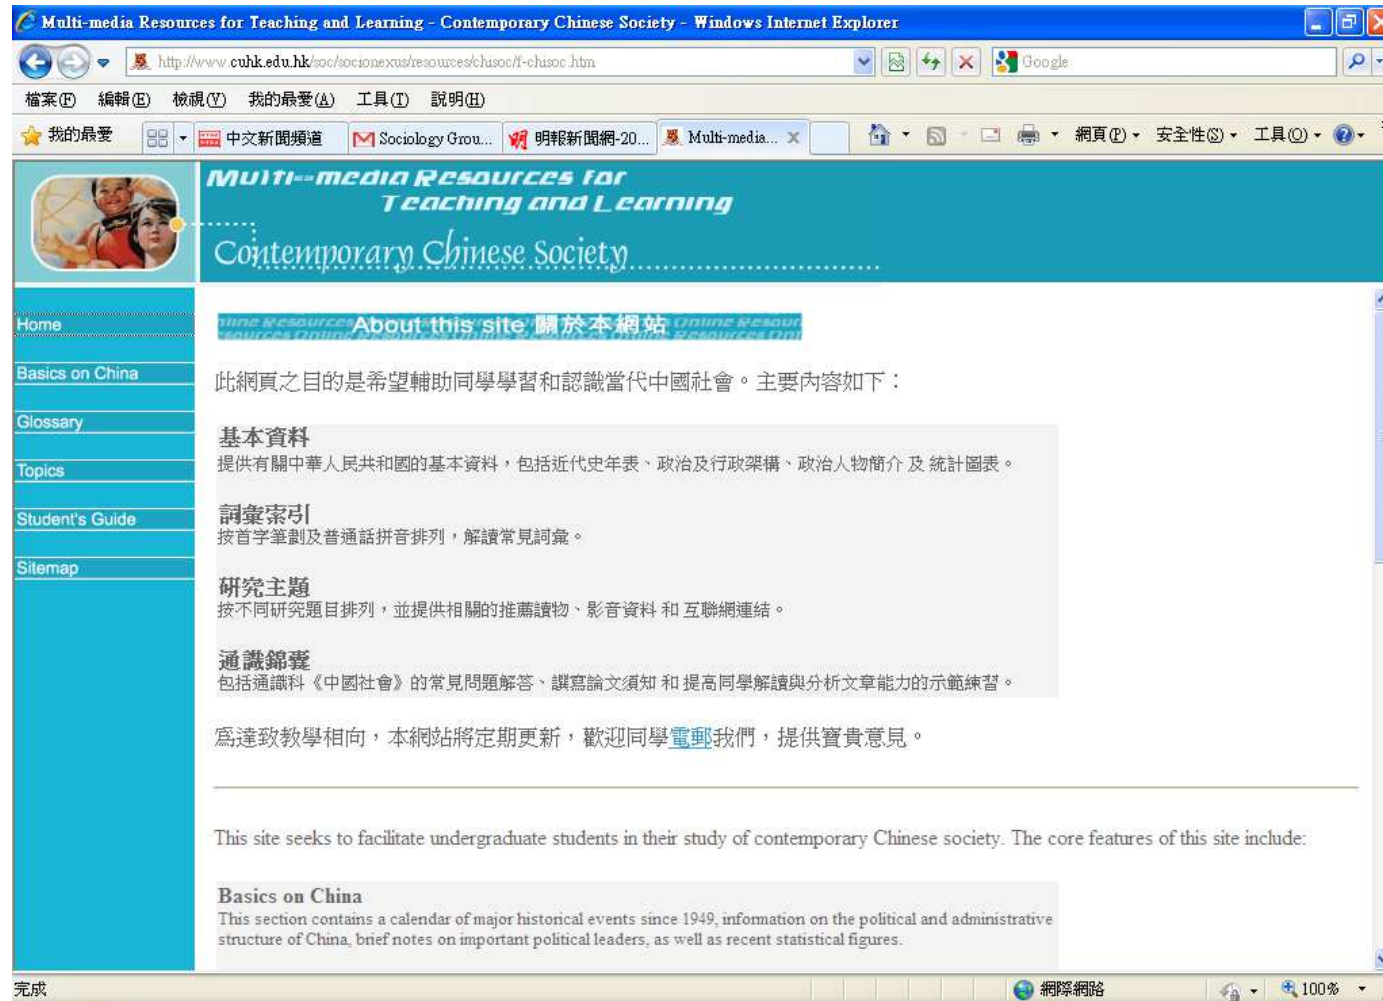 Multi-media Resources for Teaching and Learning - Contemporary Chinese Society - Windows Internet Explorer
http://www.cuhk.edu.hk/soc/socionexus/resources/chisoc/f-chisoc.htm
Google
檔案(F) 編輯(E) 檢視(V) 我的最愛(A) 工具(T) 說明(H)
我的最愛 中文新聞頻道 Sociology Grou... 明報新聞網-20... Multi-media... 網頁(P) 安全性(S) 工具(O)
Multi--media Resources for
Teaching and Learning
Contemporary Chinese Society
Home
Basics on China
Glossary
Topics
Student's Guide
Sitemap
About this site 關於本網站
此網頁之目的是希望輔助同學學習和認識當代中國社會。主要內容如下：
基本資料
提供有關中華人民共和國的基本資料，包括近代史年表、政治及行政架構、政治人物簡介 及 統計圖表。
詞彙索引
按首字筆劃及普通話拼音排列，解讀常見詞彙。
研究主題
按不同研究題目排列，並提供相關的推薦讀物、影音資料 和 互聯網連結。
通識錦囊
包括通識科《中國社會》的常見問題解答、譔寫論文須知 和 提高同學解讀與分析文章能力的示範練習。
為達致教學相向，本網站將定期更新，歡迎同學電郵我們，提供寶貴意見。
This site seeks to facilitate undergraduate students in their study of contemporary Chinese society. The core features of this site include:
Basics on China
This section contains a calendar of major historical events since 1949, information on the political and administrative
structure of China, brief notes on important political leaders, as well as recent statistical figures.
完成 網際網路 100%